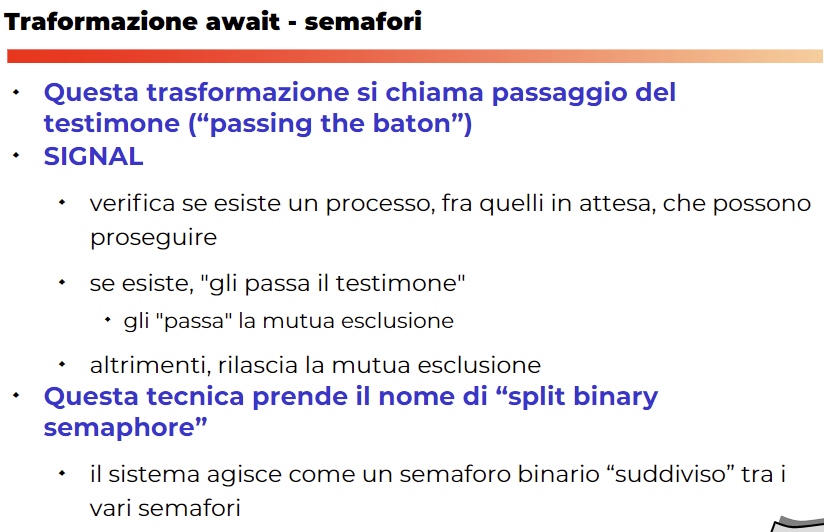 Traformazione await - semafori
Questa trasformazione si chiama passaggio del
testimone (“passing the baton”)
SIGNAL
verifica se esiste un processo, fra quelli in attesa, che possono
proseguire
se esiste, "gli passa il testimone"
gli "passa" la mutua esclusione
altrimenti, rilascia la mutua esclusione
Questa tecnica prende il nome di “split binary
semaphore”
il sistema agisce come un semaforo binario “suddiviso” tra i
vari semafori